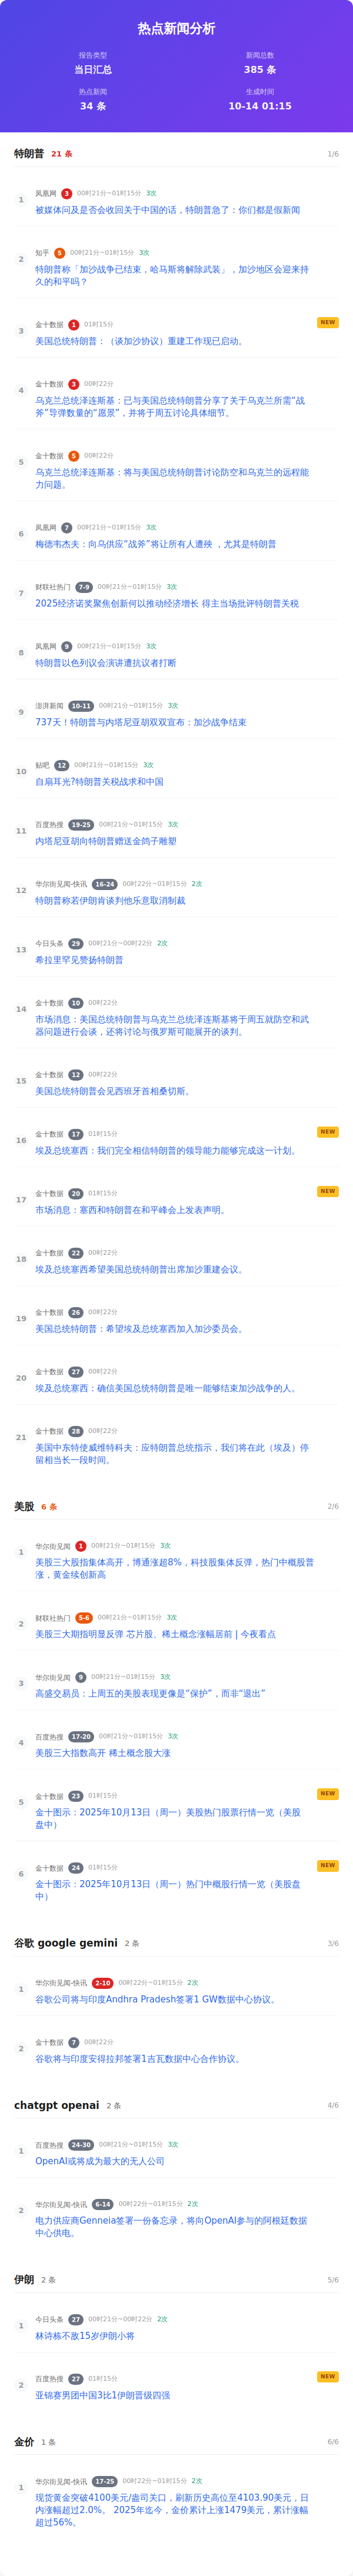 热点新闻分析
报告类型
新闻总数
当日汇总
385 条
热点新闻
生成时间
34 条
10-14 01:15
特朗普 21 条 1/6
1
凤凰网 3 00时21分~01时15分 3次
被媒体问及是否会收回关于中国的话，特朗普急了：你们都是假新闻
2
知乎 5 00时21分~01时15分 3次
特朗普称「加沙战争已结束，哈马斯将解除武装」，加沙地区会迎来持
久的和平吗？
3
金十数据 1 01时15分 NEW
美国总统特朗普：（谈加沙协议）重建工作现已启动。
4
金十数据 3 00时22分
乌克兰总统泽连斯基：已与美国总统特朗普分享了关于乌克兰所需“战
斧”导弹数量的“愿景”，并将于周五讨论具体细节。
5
金十数据 5 00时22分
乌克兰总统泽连斯基：将与美国总统特朗普讨论防空和乌克兰的远程能
力问题。
6
凤凰网 7 00时21分~01时15分 3次
梅德韦杰夫：向乌供应“战斧”将让所有人遭殃 ，尤其是特朗普
7
财联社热门 7-9 00时21分~01时15分 3次
2025经济诺奖聚焦创新何以推动经济增长 得主当场批评特朗普关税
8
凤凰网 9 00时21分~01时15分 3次
特朗普以色列议会演讲遭抗议者打断
9
澎湃新闻 10-11 00时21分~01时15分 3次
737天！特朗普与内塔尼亚胡双双宣布：加沙战争结束
10
贴吧 12 00时21分~01时15分 3次
自扇耳光?特朗普关税战求和中国
11
百度热搜 19-25 00时21分~01时15分 3次
内塔尼亚胡向特朗普赠送金鸽子雕塑
12
华尔街见闻-快讯 16-24 00时22分~01时15分 2次
特朗普称若伊朗肯谈判他乐意取消制裁
13
今日头条 29 00时21分~00时22分 2次
希拉里罕见赞扬特朗普
14
金十数据 10 00时22分
市场消息：美国总统特朗普与乌克兰总统泽连斯基将于周五就防空和武
器问题进行会谈，还将讨论与俄罗斯可能展开的谈判。
15
金十数据 12 00时22分
美国总统特朗普会见西班牙首相桑切斯。
16
金十数据 17 01时15分 NEW
埃及总统塞西：我们完全相信特朗普的领导能力能够完成这一计划。
17
金十数据 20 01时15分 NEW
市场消息：塞西和特朗普在和平峰会上发表声明。
18
金十数据 22 00时22分
埃及总统塞西希望美国总统特朗普出席加沙重建会议。
19
金十数据 26 00时22分
美国总统特朗普：希望埃及总统塞西加入加沙委员会。
20
金十数据 27 00时22分
埃及总统塞西：确信美国总统特朗普是唯一能够结束加沙战争的人。
21
金十数据 28 00时22分
美国中东特使威维特科夫：应特朗普总统指示，我们将在此（埃及）停
留相当长一段时间。
美股 6 条 2/6
1
华尔街见闻 1 00时21分~01时15分 3次
美股三大股指集体高开，博通涨超8%，科技股集体反弹，热门中概股普
涨，黄金续创新高
2
财联社热门 5-6 00时21分~01时15分 3次
美股三大期指明显反弹 芯片股、稀土概念涨幅居前 | 今夜看点
3
华尔街见闻 9 00时21分~01时15分 3次
高盛交易员：上周五的美股表现更像是“保护”，而非“退出”
4
百度热搜 17-20 00时21分~01时15分 3次
美股三大指数高开 稀土概念股大涨
5
金十数据 23 01时15分 NEW
金十图示：2025年10月13日（周一）美股热门股票行情一览（美股
盘中）
6
金十数据 24 01时15分 NEW
金十图示：2025年10月13日（周一）热门中概股行情一览（美股盘
中）
谷歌 google gemini 2 条 3/6
1
华尔街见闻-快讯 2-10 00时22分~01时15分 2次
谷歌公司将与印度Andhra Pradesh签署1 GW数据中心协议。
2
金十数据 7 00时22分
谷歌将与印度安得拉邦签署1吉瓦数据中心合作协议。
chatgpt openai 2 条 4/6
1
百度热搜 24-30 00时21分~01时15分 3次
OpenAI或将成为最大的无人公司
2
华尔街见闻-快讯 6-14 00时22分~01时15分 2次
电力供应商Genneia签署一份备忘录，将向OpenAI参与的阿根廷数据
中心供电。
伊朗 2 条 5/6
1
今日头条 27 00时21分~00时22分 2次
林诗栋不敌15岁伊朗小将
2
百度热搜 27 01时15分 NEW
亚锦赛男团中国3比1伊朗晋级四强
金价 1 条 6/6
1
华尔街见闻-快讯 17-25 00时22分~01时15分 2次
现货黄金突破4100美元/盎司关口，刷新历史高位至4103.90美元，日
内涨幅超过2.0%。 2025年迄今，金价累计上涨1479美元，累计涨幅
超过56%。